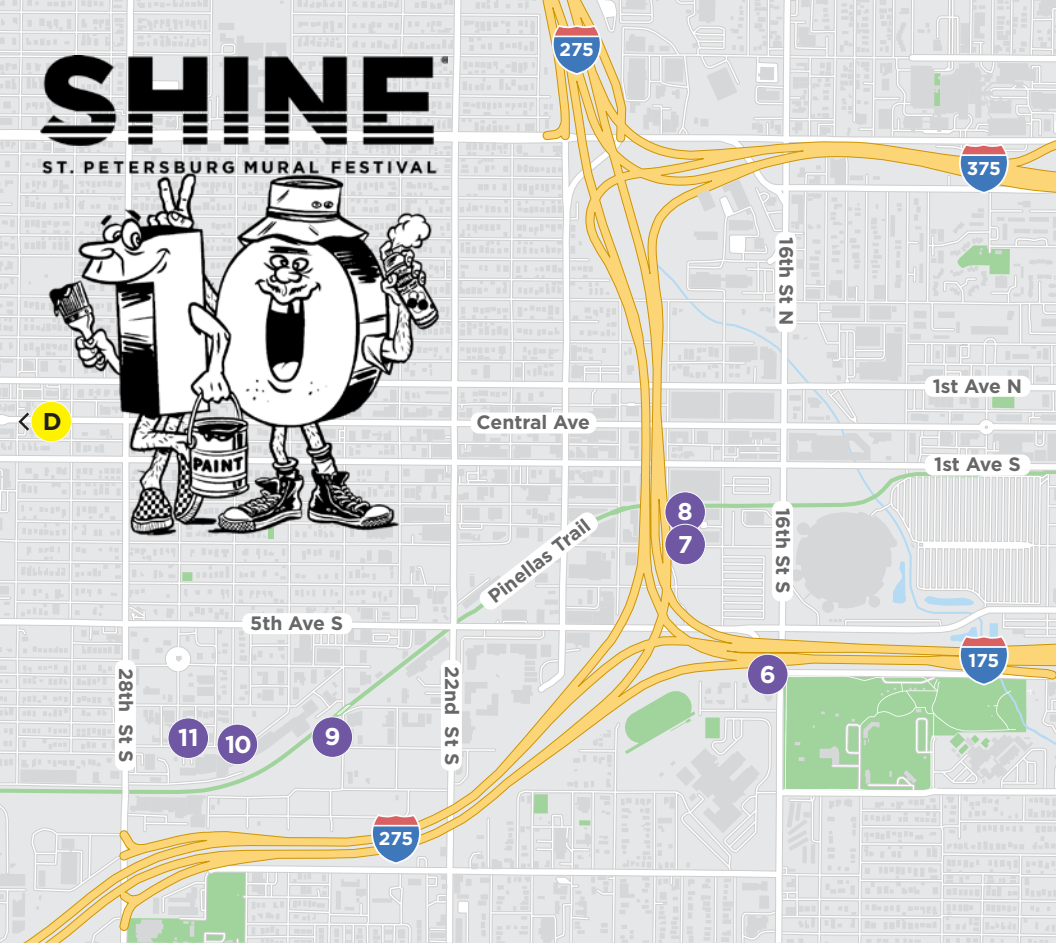 275
SHINE
ST. PETERSBURG MURAL FESTIVAL
375
16th St N
1st Ave N
D
Central Ave
PAINT
1st Ave S
8
16th St S
7
Pinellas Trail
5th Ave S
175
28th St S
22nd St S
6
11
10
9
275